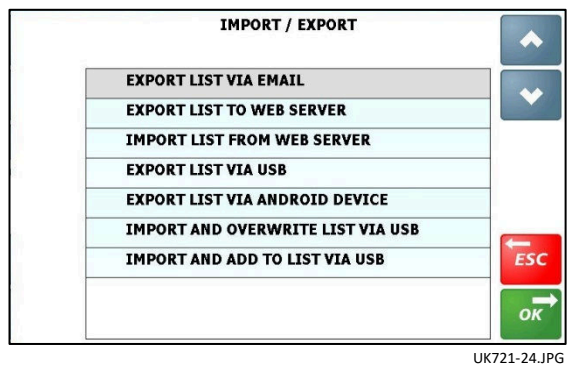 IMPORT / EXPORT
EXPORT LIST VIA EMAIL
EXPORT LIST TO WEB SERVER
IMPORT LIST FROM WEB SERVER
EXPORT LIST VIA USB
EXPORT LIST VIA ANDROID DEVICE
IMPORT AND OVERWRITE LIST VIA USB
IMPORT AND ADD TO LIST VIA USB
ESC
OK
UK721-24.JPG